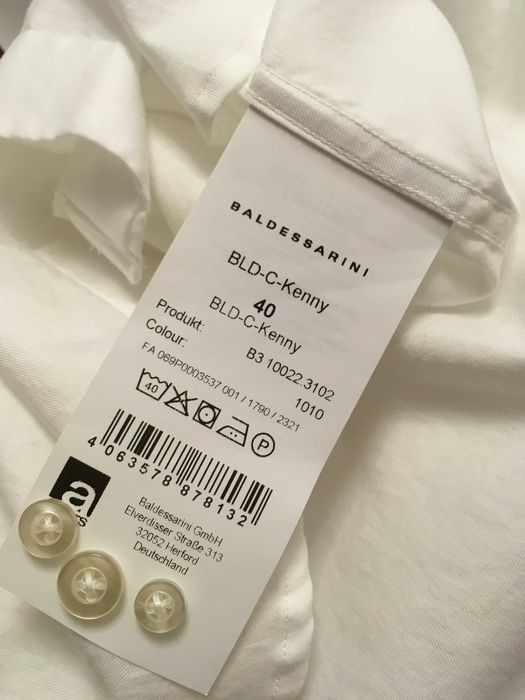 BALDESSARINI
BLD-C-Kenny
40
BLD-C-Kenny
Produkt: B3 10022.3102
Colour: 1010
FA 069P0003537 001 / 1790 / 2321
40 P
4 063578 878132
a
Baldessarini GmbH
Elverdisser Straße 313
32052 Herford
Deutschland